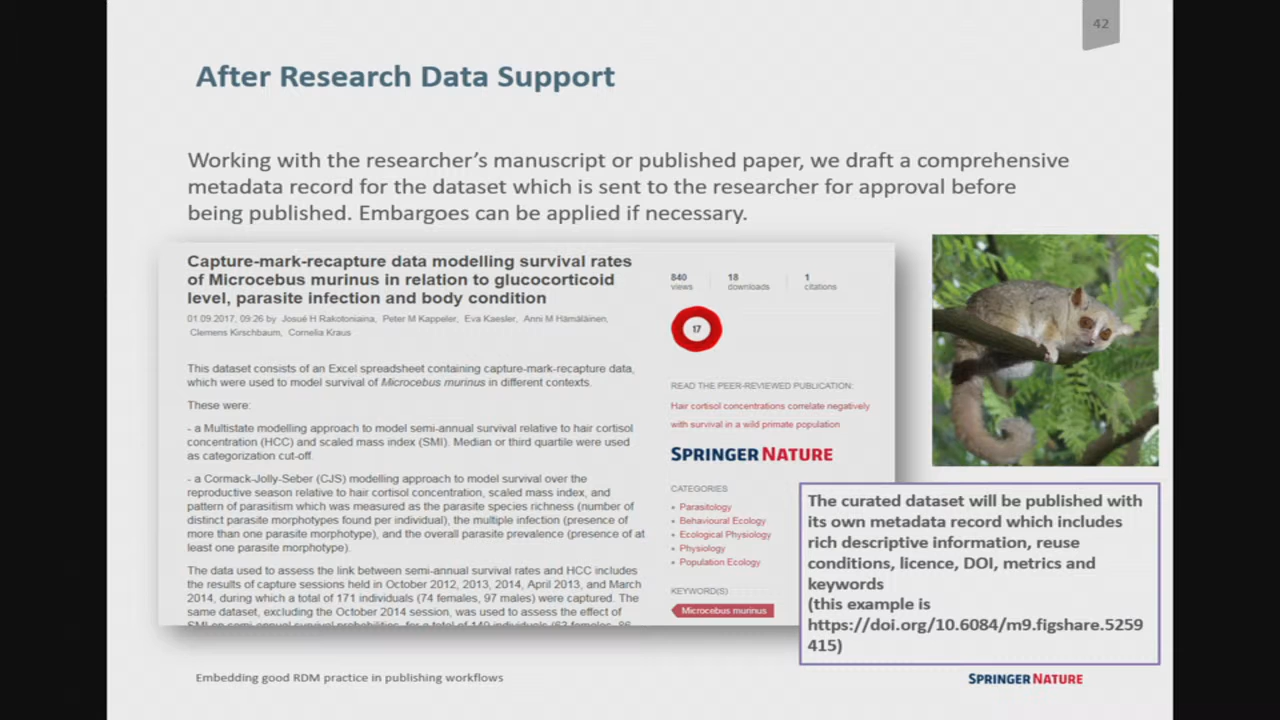 42
After Research Data Support
Working with the researcher's manuscript or published paper, we draft a comprehensive
metadata record for the dataset which is sent to the researcher for approval before
being published. Embargoes can be applied if necessary.
Capture-mark-recapture data modelling survival rates
of Microcebus murinus in relation to glucocorticoid
level, parasite infection and body condition
01.09.2017, 09:26 by Josué H Rakotoniaina, Peter M Kappeler, Eva Kaesler, Anni M Hämäläinen,
Clemens Kirschbaum, Cornelia Kraus
This dataset consists of an Excel spreadsheet containing capture-mark-recapture data,
which were used to model survival of Microcebus murinus in different contexts.
These were:
- a Multistate modelling approach to model semi-annual survival relative to hair cortisol
concentration (HCC) and scaled mass index (SMI). Median or third quartile were used
as categorization cut-off.
- a Cormack-Jolly-Seber (CJS) modelling approach to model survival over the
reproductive season relative to hair cortisol concentration, scaled mass index, and
pattern of parasitism which was measured as the parasite species richness (number of
distinct parasite morphotypes found per individual), the multiple infection (presence of
more than one parasite morphotype), and the overall parasite prevalence (presence of at
least one parasite morphotype).
The data used to assess the link between semi-annual survival rates and HCC includes
the results of capture sessions held in October 2012, 2013, 2014, April 2013, and March
2014, during which a total of 171 individuals (74 females, 97 males) were captured. The
same dataset, excluding the October 2014 session, was used to assess the effect of
SMI on semi-annual survival probabilities, for a total of 149 individuals (63 females, 86
840 18 1
views downloads citations
17
READ THE PEER-REVIEWED PUBLICATION:
Hair cortisol concentrations correlate negatively
with survival in a wild primate population
SPRINGER NATURE
CATEGORIES
• Parasitology
• Behavioural Ecology
• Ecological Physiology
• Physiology
• Population Ecology
KEYWORD(S)
Microcebus murinus
The curated dataset will be published with
its own metadata record which includes
rich descriptive information, reuse
conditions, licence, DOI, metrics and
keywords
(this example is
https://doi.org/10.6084/m9.figshare.5259
415)
Embedding good RDM practice in publishing workflows
SPRINGER NATURE